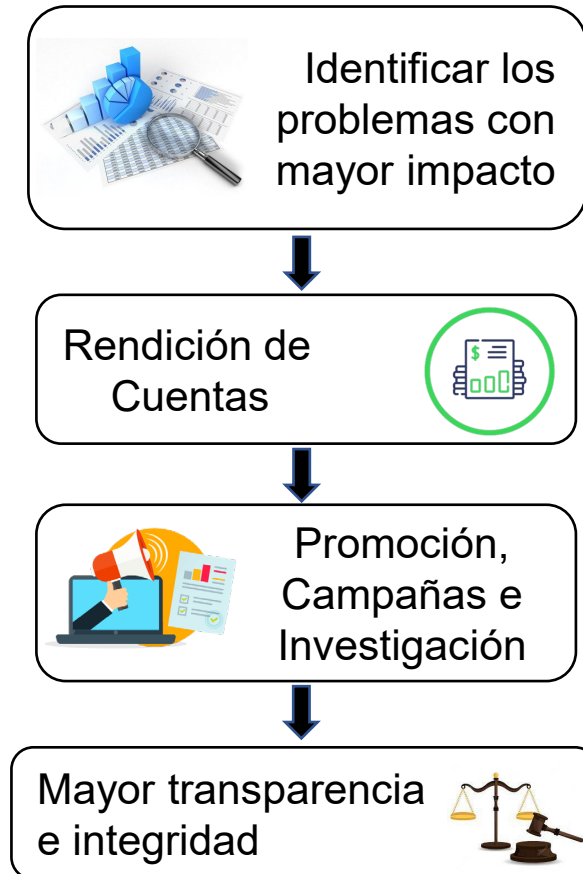 Identificar los
problemas con
mayor impacto
Rendición de
Cuentas
$
Promoción,
Campañas e
Investigación
Mayor transparencia
e integridad